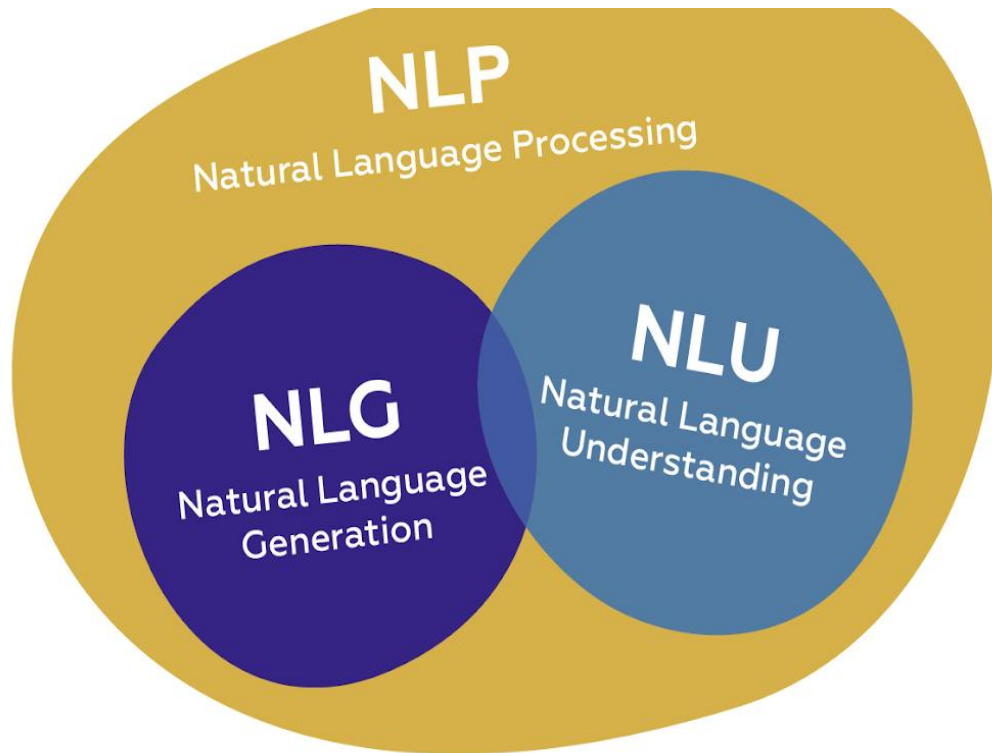 NLP
Natural Language Processing
NLG
Natural Language
Generation
NLU
Natural Language
Understanding